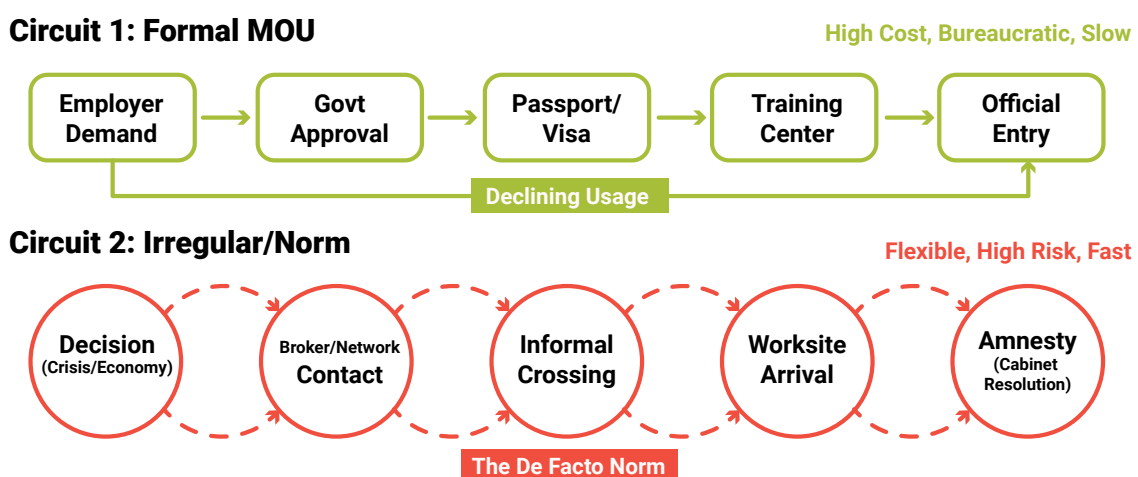 Circuit 1: Formal MOU
High Cost, Bureaucratic, Slow
Employer
Demand
Govt
Approval
Passport/
Visa
Training
Center
Official
Entry
Declining Usage
Circuit 2: Irregular/Norm
Flexible, High Risk, Fast
Decision
(Crisis/Economy)
Broker/Network
Contact
Informal
Crossing
Worksite
Arrival
Amnesty
(Cabinet
Resolution)
The De Facto Norm